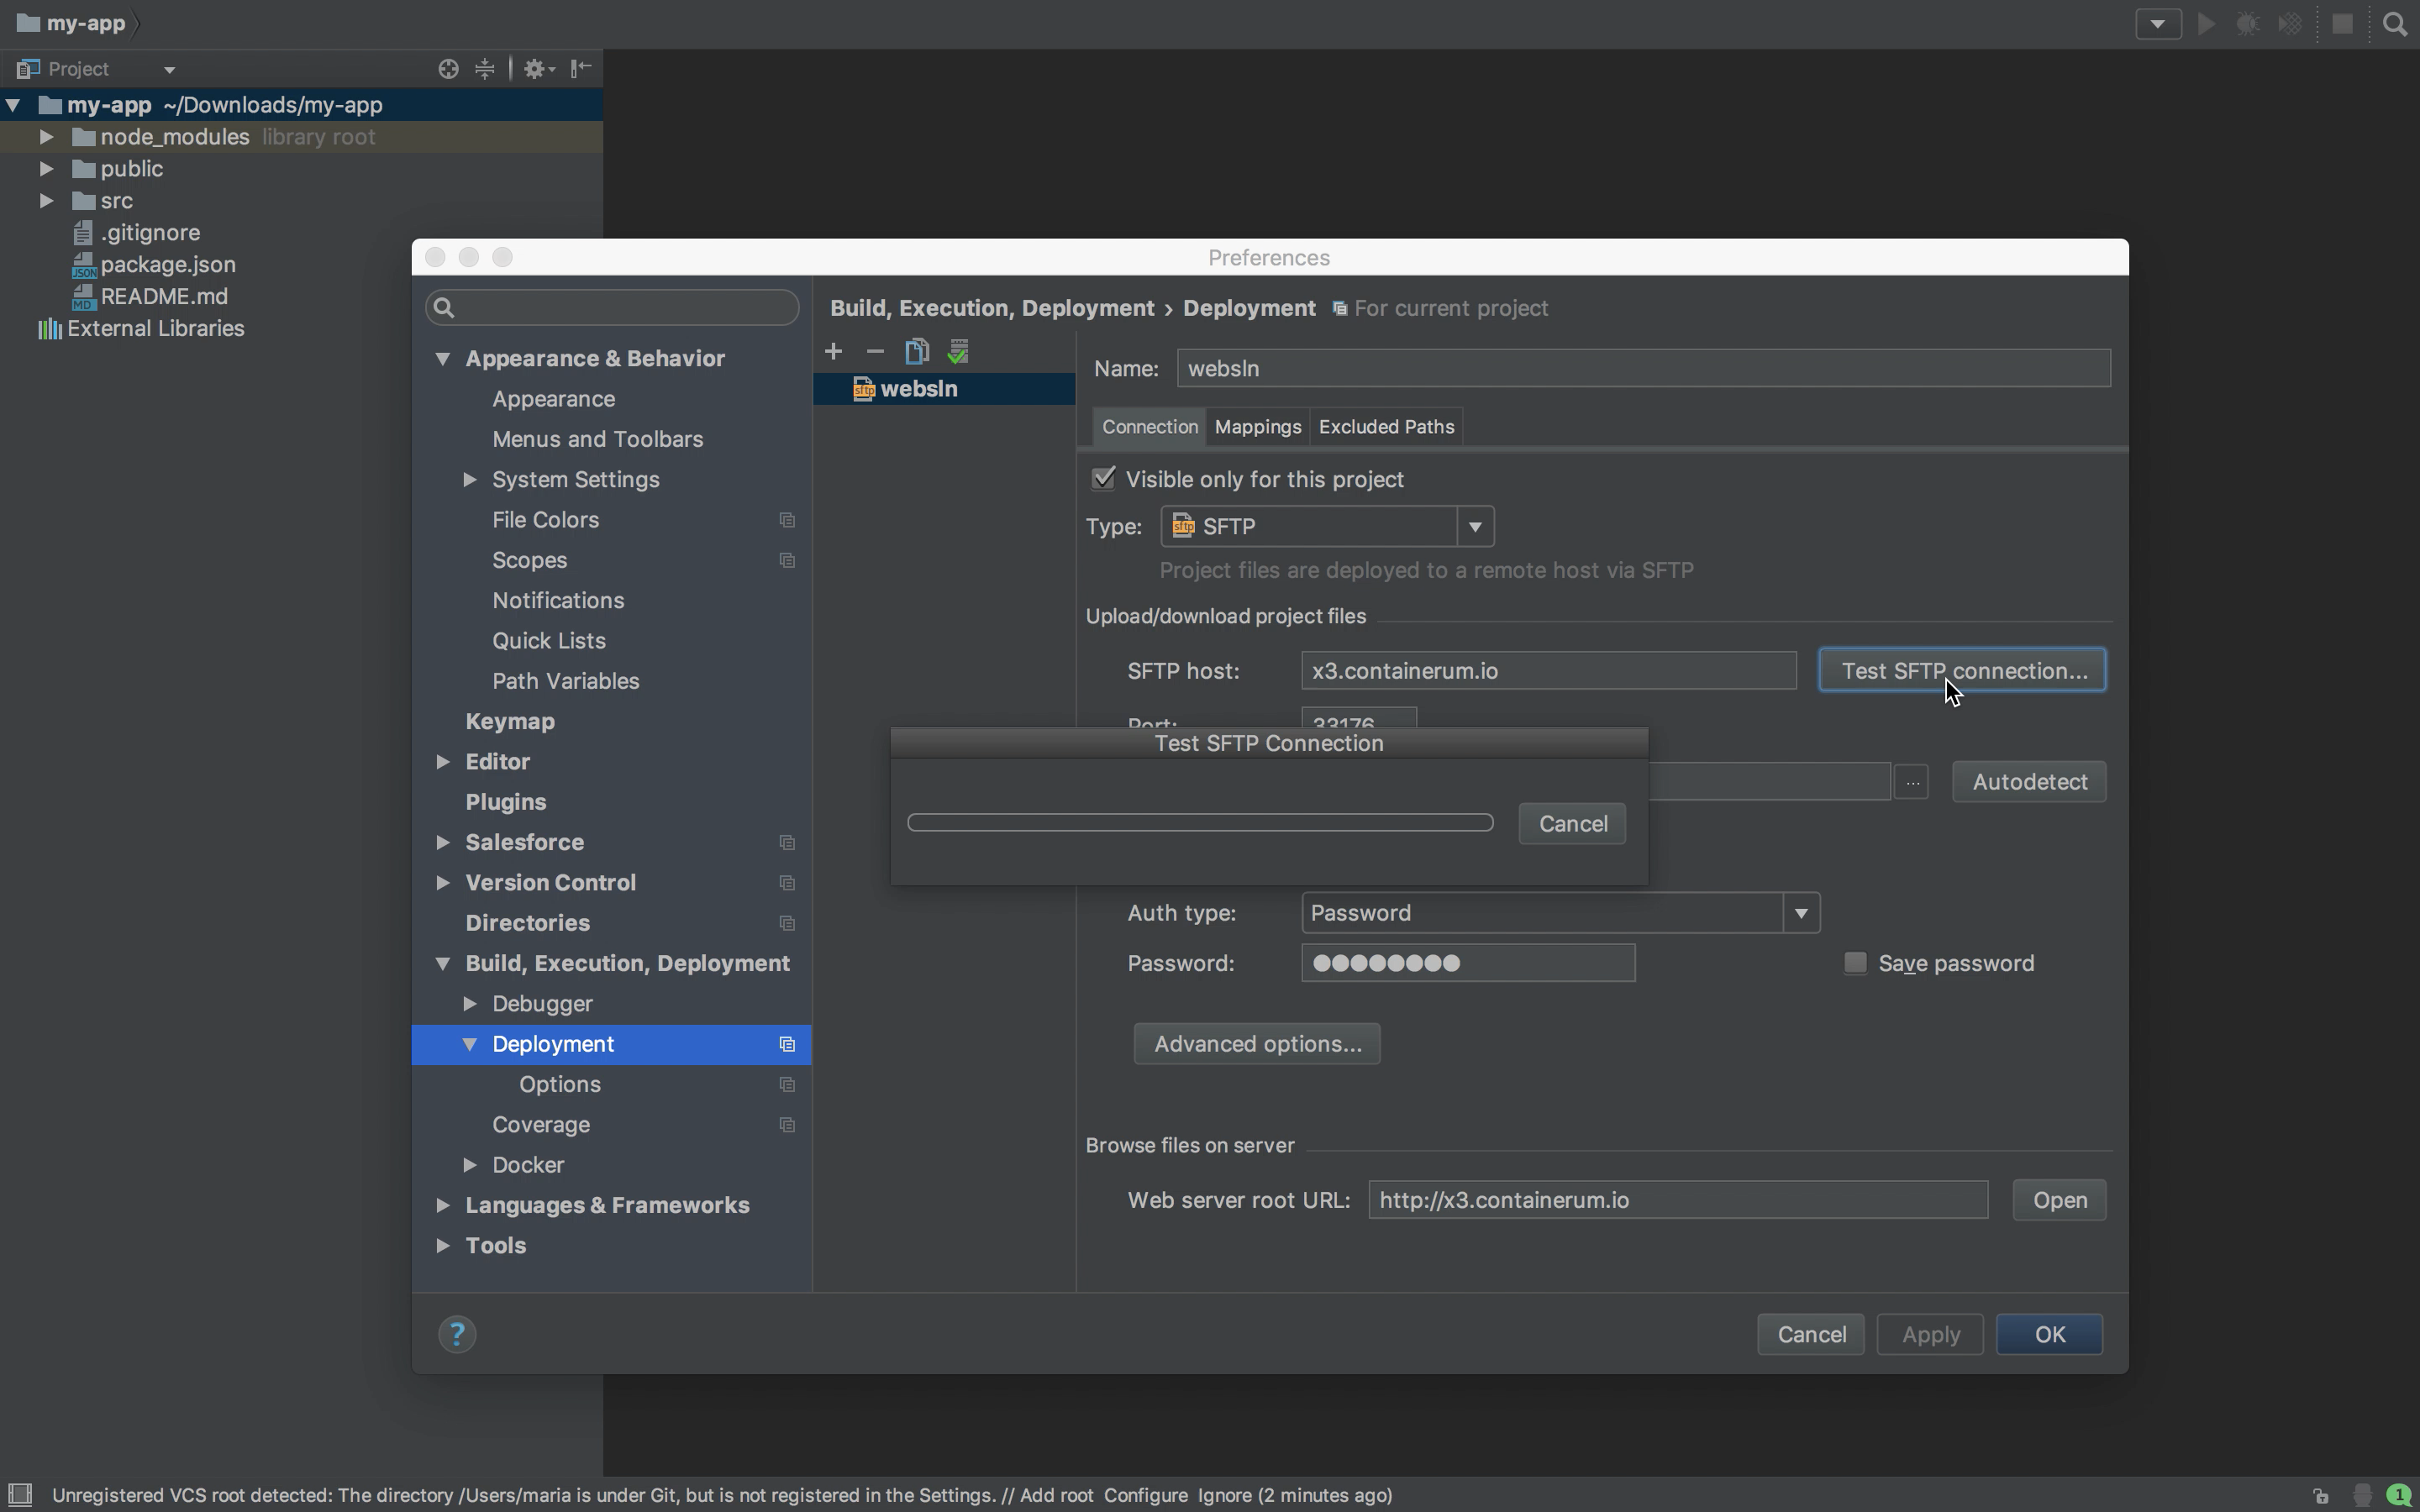 my-app
Project
my-app ~/Downloads/my-app
node_modules library root
public
src
.gitignore
JSON package.json
MD README.md
External Libraries
Preferences
Appearance & Behavior
Appearance
Menus and Toolbars
System Settings
File Colors
Scopes
Notifications
Quick Lists
Path Variables
Keymap
Editor
Plugins
Salesforce
Version Control
Directories
Build, Execution, Deployment
Debugger
Deployment
Options
Coverage
Docker
Languages & Frameworks
Tools
Build, Execution, Deployment › Deployment For current project
sftp websln
Name: websln
Connection Mappings Excluded Paths
Visible only for this project
Type: sftp SFTP
Project files are deployed to a remote host via SFTP
Upload/download project files
SFTP host: x3.containerum.io Test SFTP connection...
Port: 33176
Test SFTP Connection
Cancel
... Autodetect
Auth type: Password
Password: ●●●●●●●● Save password
Advanced options...
Browse files on server
Web server root URL: http://x3.containerum.io Open
? Cancel Apply OK
Unregistered VCS root detected: The directory /Users/maria is under Git, but is not registered in the Settings. // Add root Configure Ignore (2 minutes ago) 1